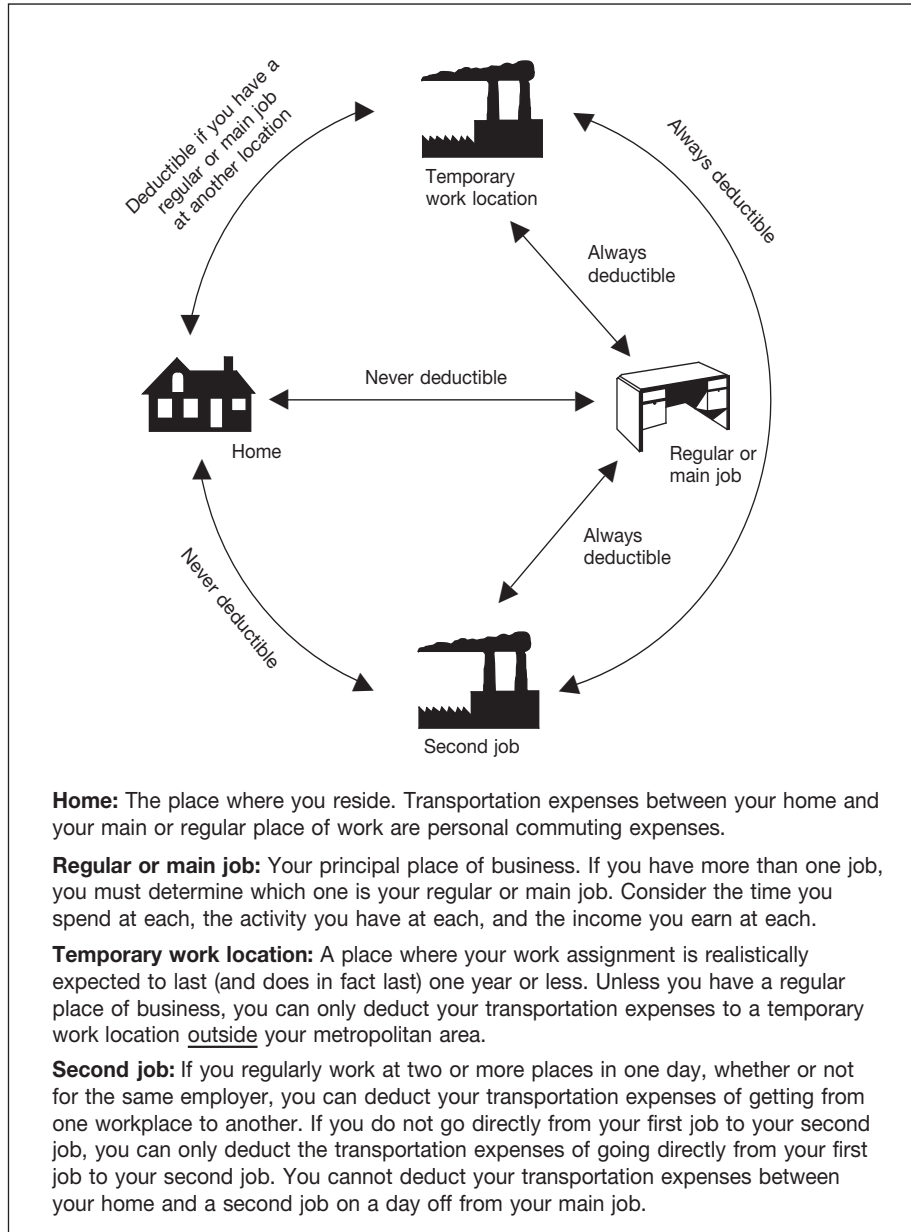 Deductible if you have a
regular or main job
at another location
Temporary
work location
Always deductible
Always
deductible
Never deductible
Home
Regular or
main job
Always
deductible
Never deductible
Second job
Home: The place where you reside. Transportation expenses between your home and
your main or regular place of work are personal commuting expenses.
Regular or main job: Your principal place of business. If you have more than one job,
you must determine which one is your regular or main job. Consider the time you
spend at each, the activity you have at each, and the income you earn at each.
Temporary work location: A place where your work assignment is realistically
expected to last (and does in fact last) one year or less. Unless you have a regular
place of business, you can only deduct your transportation expenses to a temporary
work location outside your metropolitan area.
Second job: If you regularly work at two or more places in one day, whether or not
for the same employer, you can deduct your transportation expenses of getting from
one workplace to another. If you do not go directly from your first job to your second
job, you can only deduct the transportation expenses of going directly from your first
job to your second job. You cannot deduct your transportation expenses between
your home and a second job on a day off from your main job.